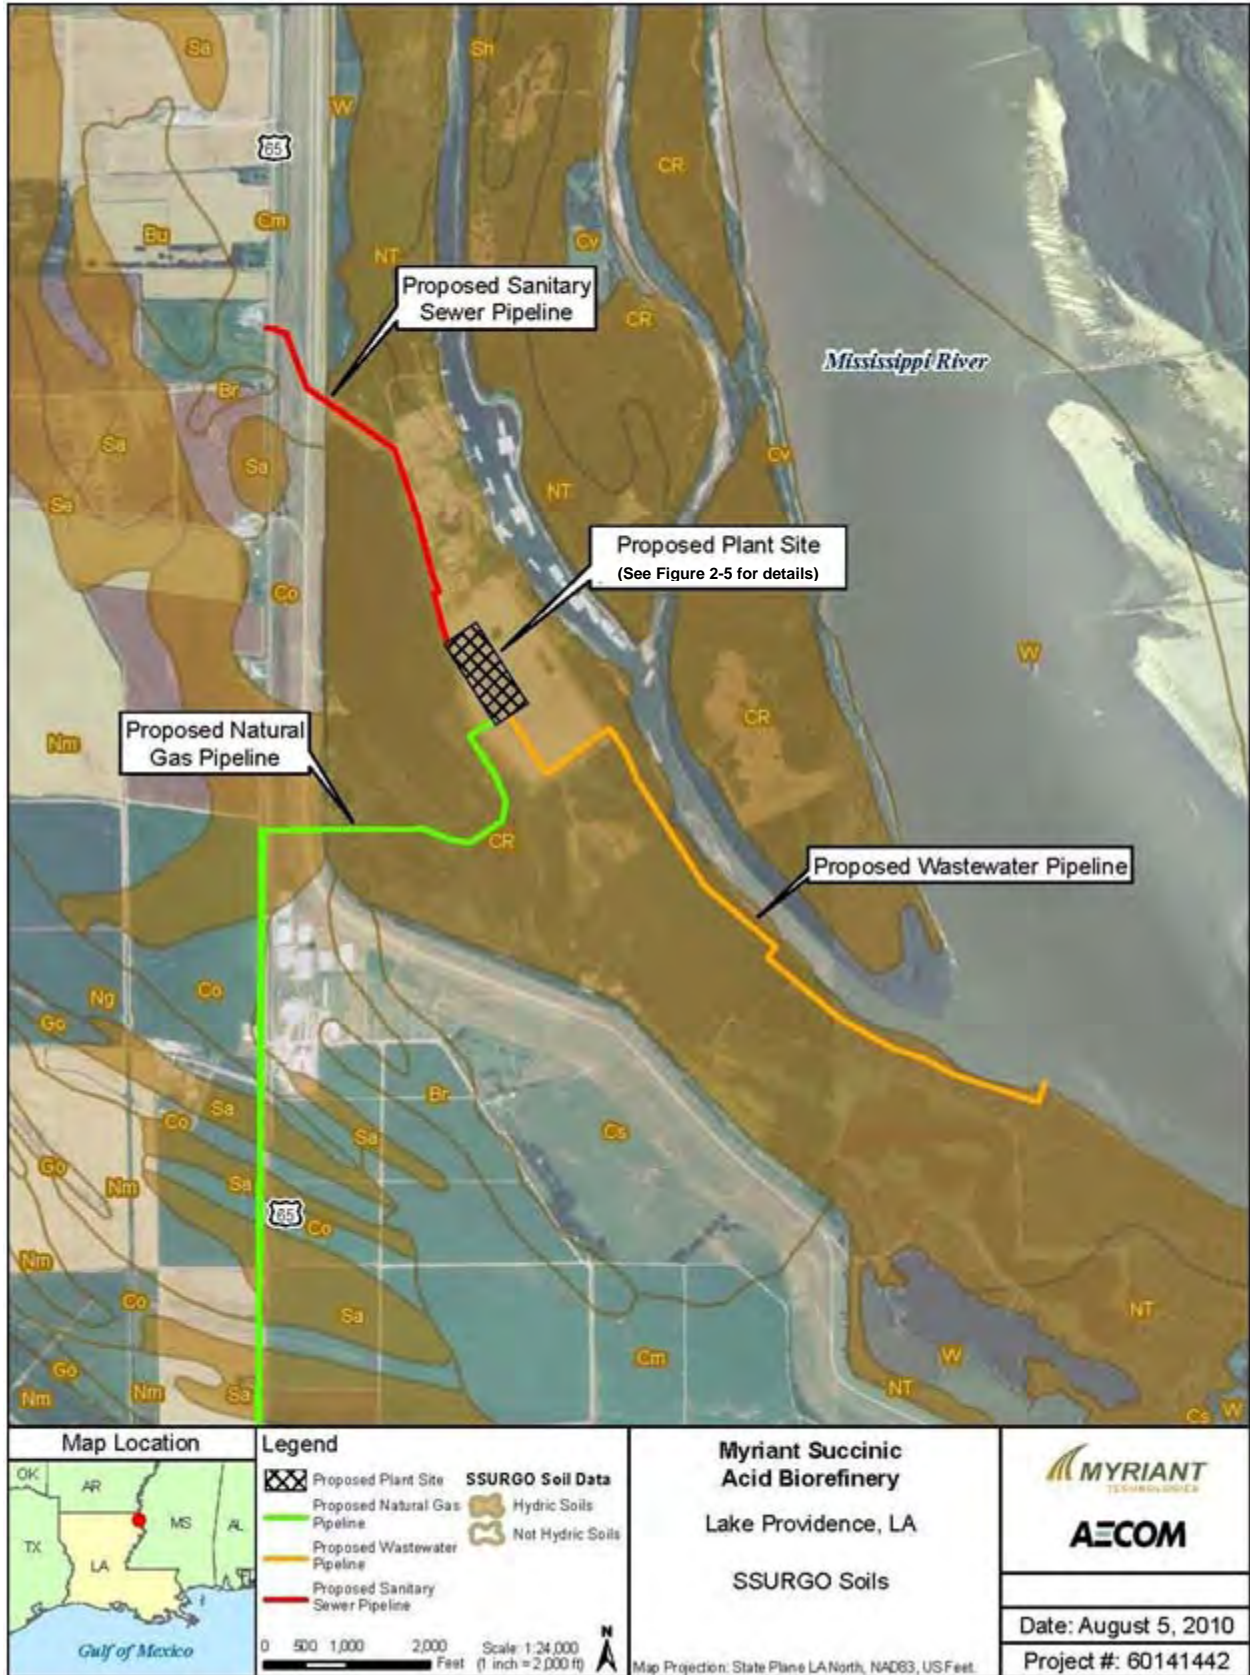 Sa
Sh
W
65
CR
Cm
Bu
Cv
NT
Proposed Sanitary
Sewer Pipeline
CR
Mississippi River
Br
Sa
Sa
Cv
Se
NT
Proposed Plant Site
(See Figure 2-5 for details)
Co
W
CR
Nm
Proposed Natural
Gas Pipeline
CR
Proposed Wastewater Pipeline
Ng
Co
Go
Br
Sa
Co
Sa
Cs
Go
Nm
Sa
65
Co
Nm
Co
Sa
NT
Go
Cm
W
Nm
Nm
Sa
NT
Cs
W
Map Location
OK
AR
TX
LA
MS
AL
Gulf of Mexico
Legend
Proposed Plant Site
Proposed Natural Gas
Pipeline
Proposed Wastewater
Pipeline
Proposed Sanitary
Sewer Pipeline
SSURGO Soil Data
Hydric Soils
Not Hydric Soils
0 500 1,000 2,000
Feet
Scale: 1:24,000
(1 inch = 2,000 ft)
N
Myriant Succinic
Acid Biorefinery
Lake Providence, LA
SSURGO Soils
Map Projection: State Plane LA North, NAD83, US Feet.
MYRIANT
TECHNOLOGIES
AECOM
Date: August 5, 2010
Project #: 60141442